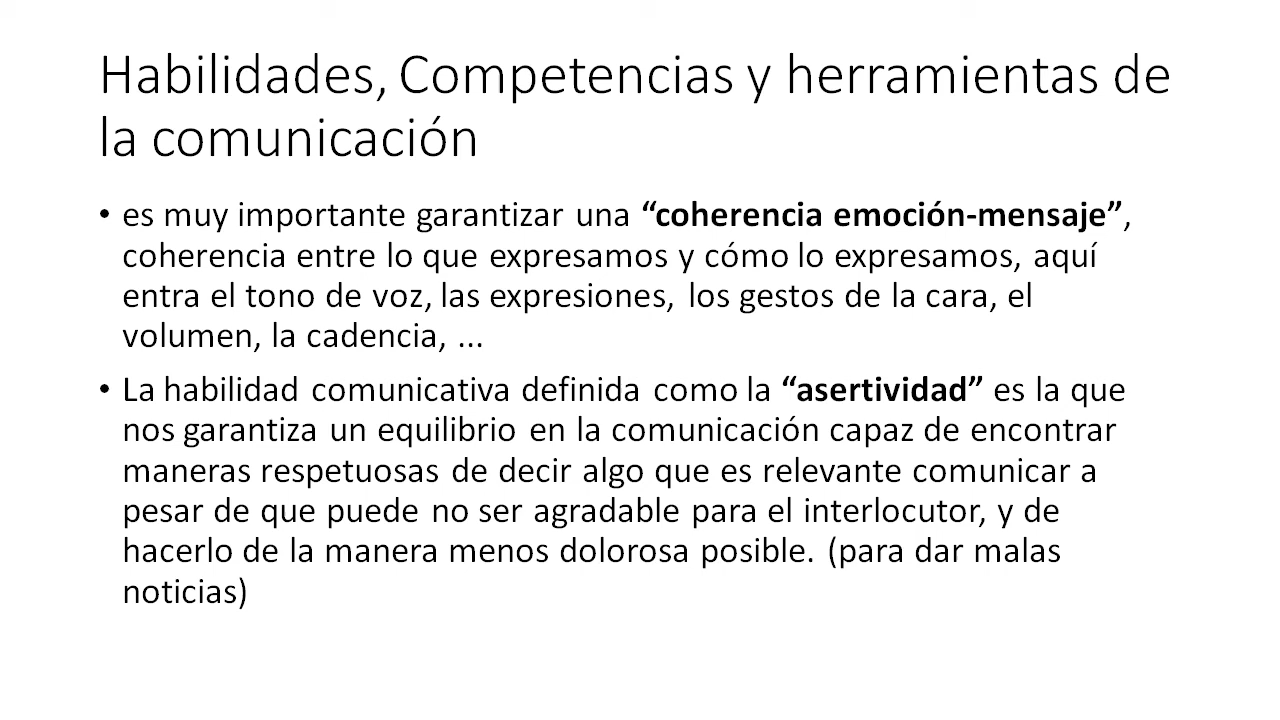 Habilidades, Competencias y herramientas de
la comunicación
• es muy importante garantizar una “coherencia emoción-mensaje”,
coherencia entre lo que expresamos y cómo lo expresamos, aquí
entra el tono de voz, las expresiones, los gestos de la cara, el
volumen, la cadencia, ...
• La habilidad comunicativa definida como la “asertividad” es la que
nos garantiza un equilibrio en la comunicación capaz de encontrar
maneras respetuosas de decir algo que es relevante comunicar a
pesar de que puede no ser agradable para el interlocutor, y de
hacerlo de la manera menos dolorosa posible. (para dar malas
noticias)